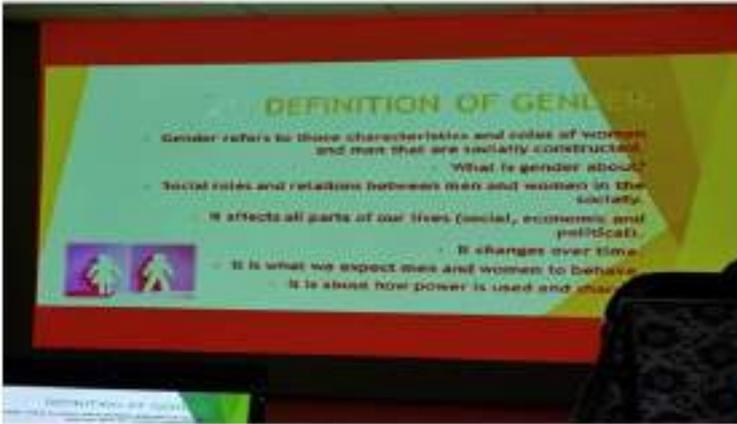 DEFINITION OF GENDER
Gender refers to those characteristics and roles of women
and men that are socially constructed.
What is gender about?
Social roles and relations between men and women in the
society.
It affects all parts of our lives (social, economic and
political).
It changes over time
It is what we expect men and women to behave
It is about how power is used and
DEFINITION OF